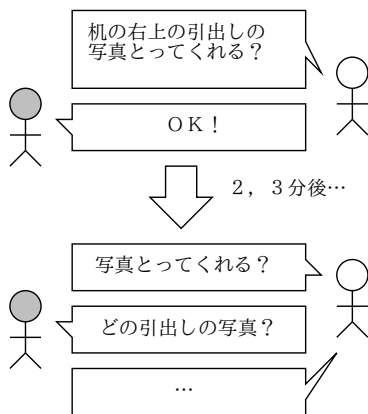 机の右上の引出しの
写真とってくれる？
ＯＫ！
２，３分後…
写真とってくれる？
どの引出しの写真？
…